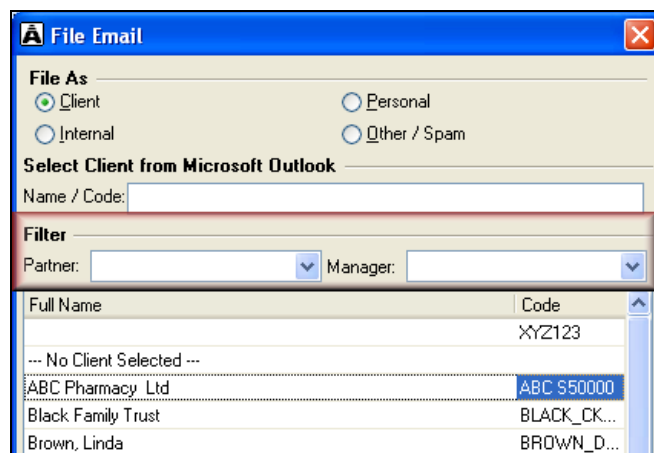 File Email
File As
Client Personal
Internal Other / Spam
Select Client from Microsoft Outlook
Name / Code:
Filter
Partner: Manager:
Full Name Code
XYZ123
--- No Client Selected ---
ABC Pharmacy Ltd ABC S50000
Black Family Trust BLACK_CK...
Brown, Linda BROWN_D...